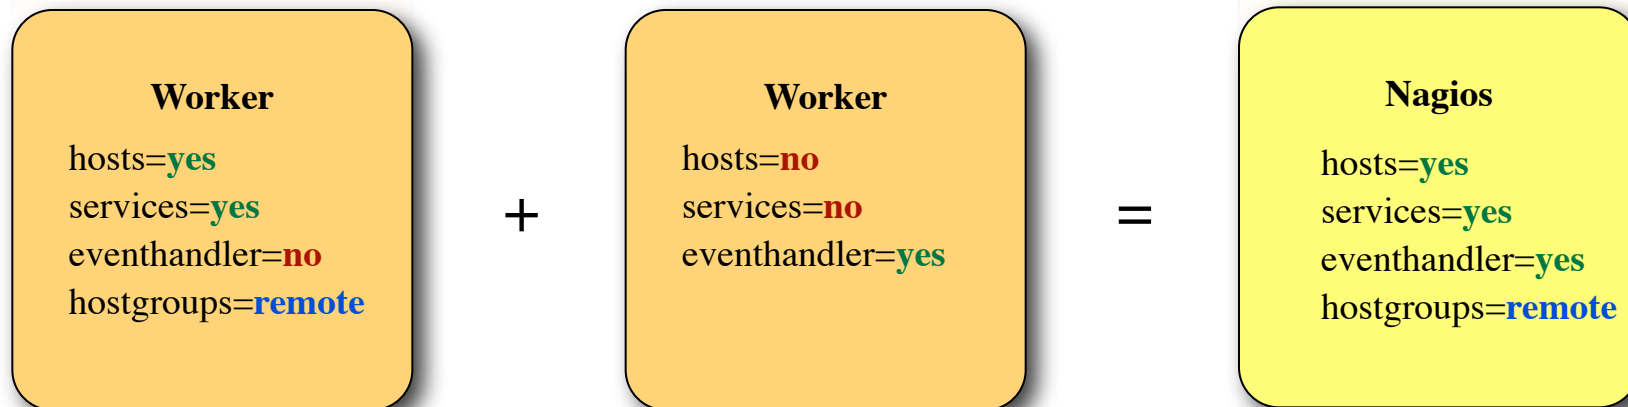 Worker
hosts=yes
services=yes
eventhandler=no
hostgroups=remote
+
Worker
hosts=no
services=no
eventhandler=yes
=
Nagios
hosts=yes
services=yes
eventhandler=yes
hostgroups=remote